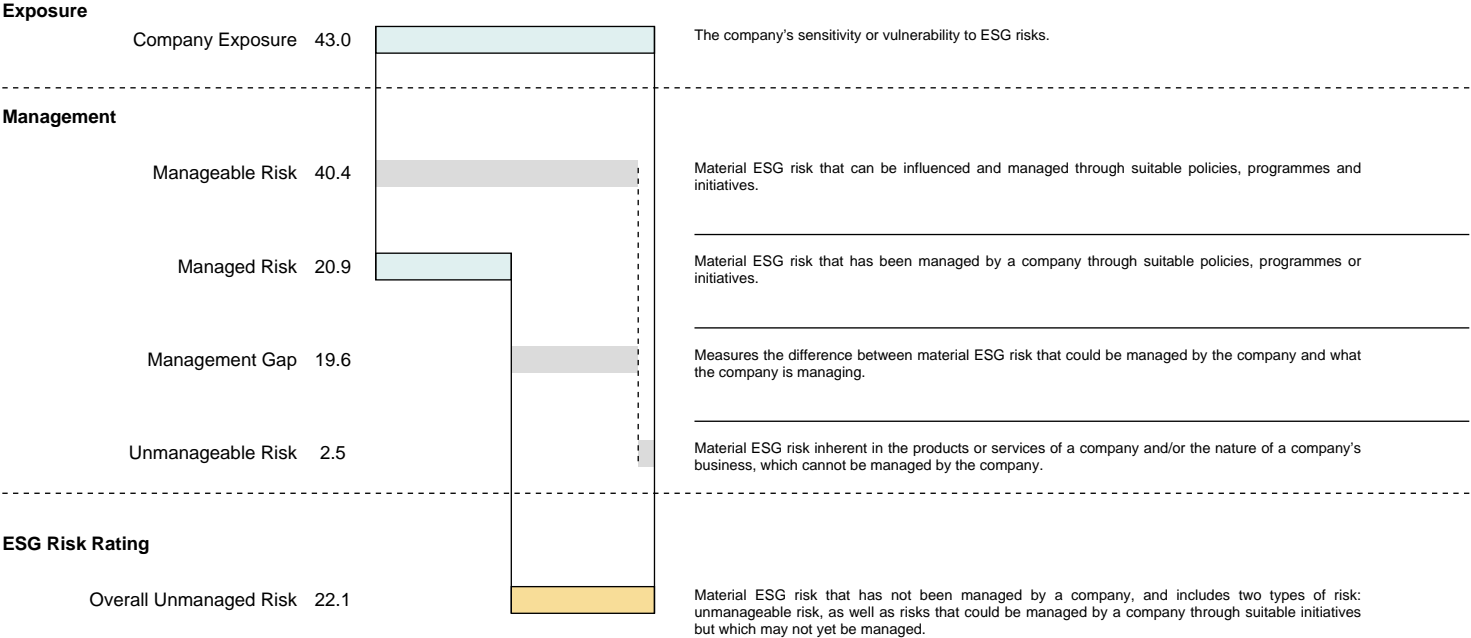 Exposure
Company Exposure 43.0
The company’s sensitivity or vulnerability to ESG risks.
Management
Manageable Risk 40.4
Material ESG risk that can be influenced and managed through suitable policies, programmes and
initiatives.
Managed Risk 20.9
Material ESG risk that has been managed by a company through suitable policies, programmes or
initiatives.
Management Gap 19.6
Measures the difference between material ESG risk that could be managed by the company and what
the company is managing.
Unmanageable Risk 2.5
Material ESG risk inherent in the products or services of a company and/or the nature of a company’s
business, which cannot be managed by the company.
ESG Risk Rating
Overall Unmanaged Risk 22.1
Material ESG risk that has not been managed by a company, and includes two types of risk:
unmanageable risk, as well as risks that could be managed by a company through suitable initiatives
but which may not yet be managed.